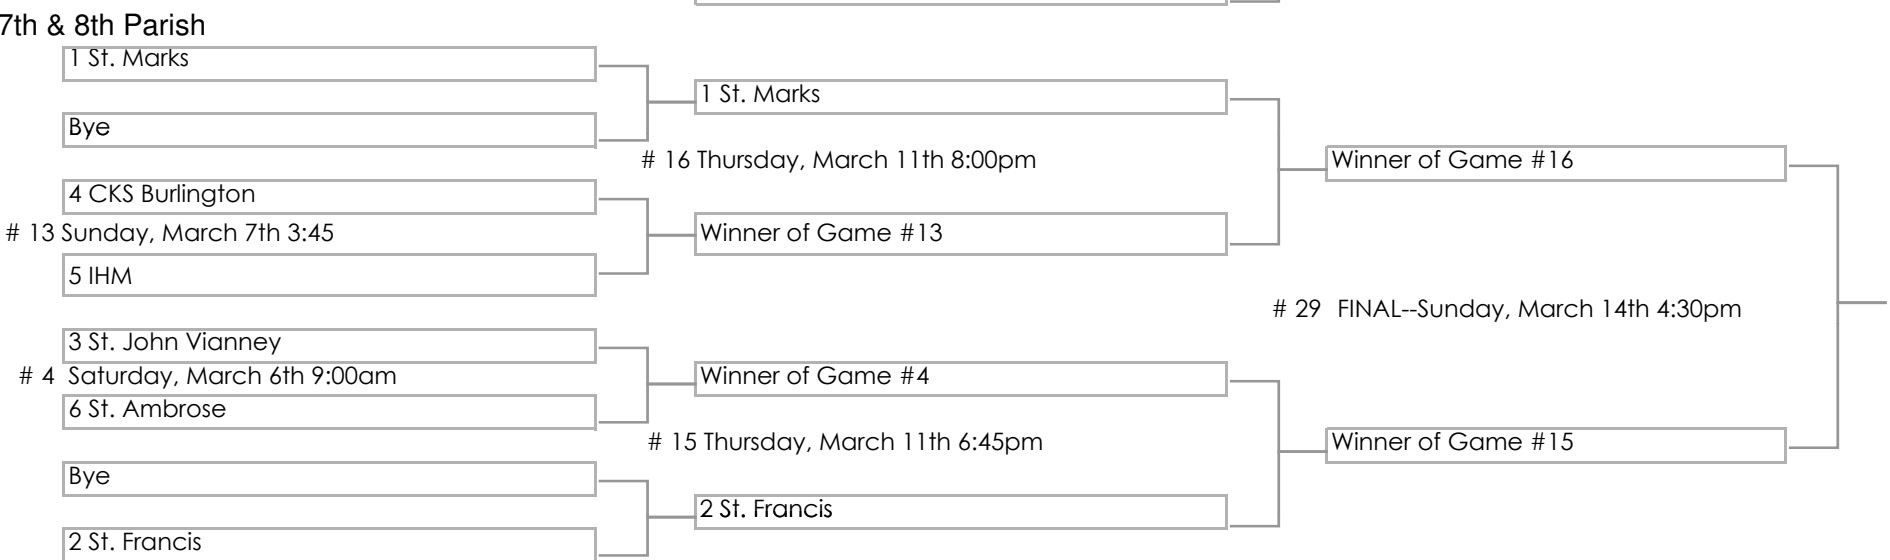 7th & 8th Parish
1 St. Marks
Bye
4 CKS Burlington
# 13 Sunday, March 7th 3:45
5 IHM
3 St. John Vianney
# 4 Saturday, March 6th 9:00am
6 St. Ambrose
Bye
2 St. Francis
1 St. Marks
# 16 Thursday, March 11th 8:00pm
Winner of Game #13
Winner of Game #4
# 15 Thursday, March 11th 6:45pm
2 St. Francis
Winner of Game #16
# 29 FINAL--Sunday, March 14th 4:30pm
Winner of Game #15